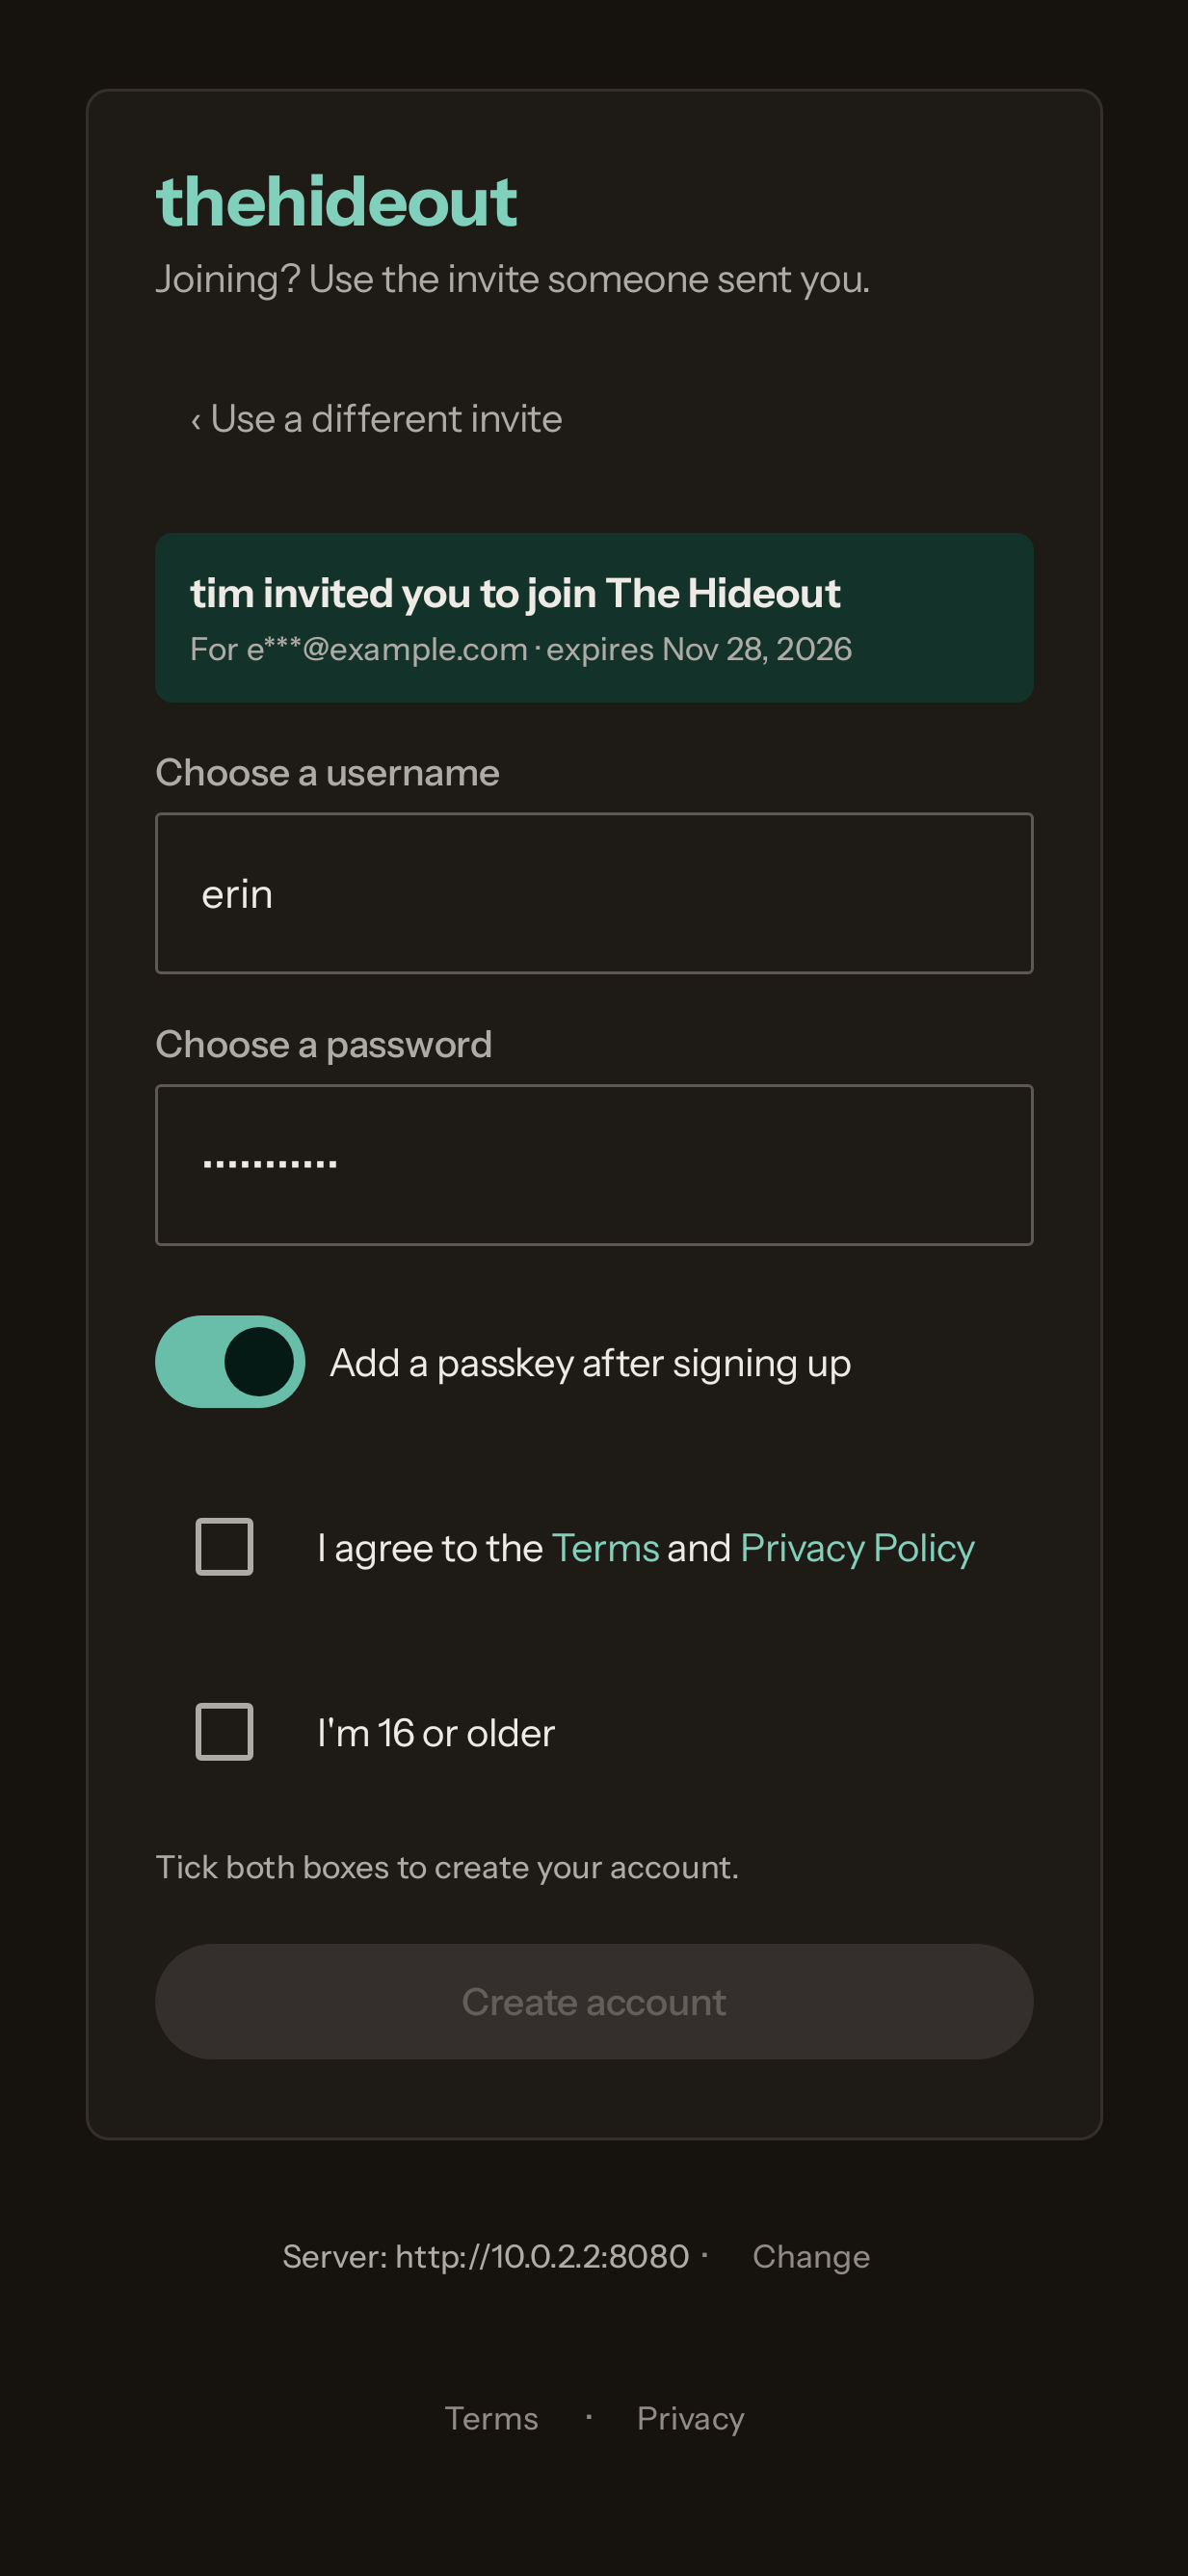 thehideout
Joining? Use the invite someone sent you.
‹ Use a different invite
tim invited you to join The Hideout
For e***@example.com · expires Nov 28, 2026
Choose a username
erin
Choose a password
•••••••••••
Add a passkey after signing up
I agree to the Terms and Privacy Policy
I'm 16 or older
Tick both boxes to create your account.
Create account
Server: http://10.0.2.2:8080 · Change
Terms · Privacy